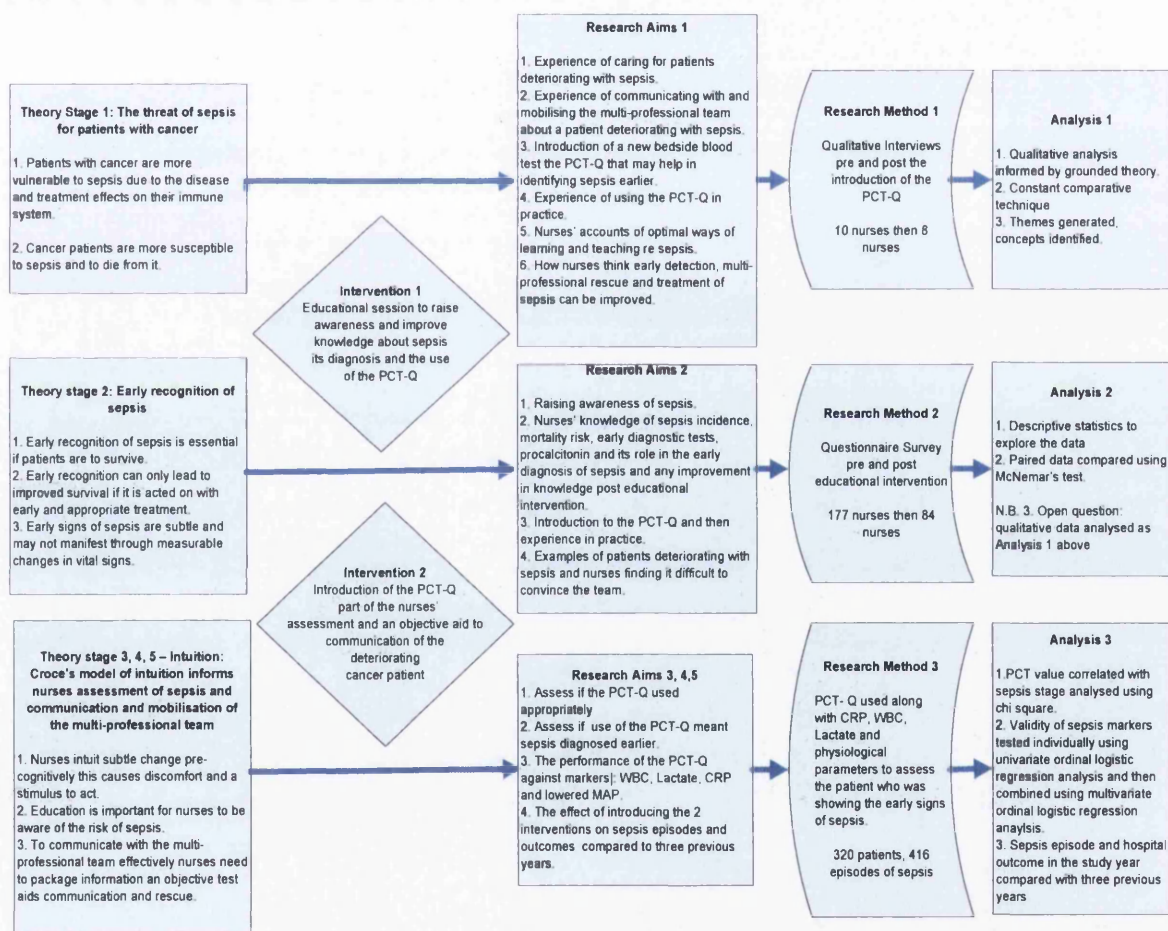 Theory Stage 1: The threat of sepsis
for patients with cancer
1. Patients with cancer are more
vulnerable to sepsis due to the disease
and treatment effects on their immune
system.
2. Cancer patients are more susceptible
to sepsis and to die from it.
Research Aims 1
1. Experience of caring for patients
deteriorating with sepsis.
2. Experience of communicating with and
mobilising the multi-professional team
about a patient deteriorating with sepsis.
3. Introduction of a new bedside blood
test the PCT-Q that may help in
identifying sepsis earlier.
4. Experience of using the PCT-Q in
practice.
5. Nurses' accounts of optimal ways of
learning and teaching re sepsis.
6. How nurses think early detection, multi-
professional rescue and treatment of
sepsis can be improved.
Research Method 1
Qualitative Interviews
pre and post the
introduction of the
PCT-Q
10 nurses then 8
nurses
Analysis 1
1. Qualitative analysis
informed by grounded theory.
2. Constant comparative
technique
3. Themes generated,
concepts identified.
Intervention 1
Educational session to raise
awareness and improve
knowledge about sepsis
its diagnosis and the use
of the PCT-Q
Theory stage 2: Early recognition of
sepsis
1. Early recognition of sepsis is essential
if patients are to survive.
2. Early recognition can only lead to
improved survival if it is acted on with
early and appropriate treatment.
3. Early signs of sepsis are subtle and
may not manifest through measurable
changes in vital signs.
Research Aims 2
1. Raising awareness of sepsis.
2. Nurses' knowledge of sepsis incidence,
mortality risk, early diagnostic tests,
procalcitonin and its role in the early
diagnosis of sepsis and any improvement
in knowledge post educational
intervention.
3. Introduction to the PCT-Q and then
experience in practice.
4. Examples of patients deteriorating with
sepsis and nurses finding it difficult to
convince the team.
Research Method 2
Questionnaire Survey
pre and post
educational intervention
177 nurses then 84
nurses
Analysis 2
1. Descriptive statistics to
explore the data
2. Paired data compared using
McNemar's test.
N.B. 3. Open question:
qualitative data analysed as
Analysis 1 above
Intervention 2
Introduction of the PCT-Q
part of the nurses'
assessment and an objective aid to
communication of the
deteriorating
cancer patient
Theory stage 3, 4, 5 – Intuition:
Croce's model of intuition informs
nurses assessment of sepsis and
communication and mobilisation of
the multi-professional team
1. Nurses intuit subtle change pre-
cognitively this causes discomfort and a
stimulus to act.
2. Education is important for nurses to be
aware of the risk of sepsis.
3. To communicate with the multi-
professional team effectively nurses need
to package information an objective test
aids communication and rescue.
Research Aims 3, 4,5
1. Assess if the PCT-Q used
appropriately
2. Assess if use of the PCT-Q meant
sepsis diagnosed earlier.
3. The performance of the PCT-Q
against markers|: WBC, Lactate, CRP
and lowered MAP.
4. The effect of introducing the 2
interventions on sepsis episodes and
outcomes compared to three previous
years.
Research Method 3
PCT- Q used along
with CRP, WBC,
Lactate and
physiological
parameters to assess
the patient who was
showing the early signs
of sepsis.
320 patients, 416
episodes of sepsis
Analysis 3
1.PCT value correlated with
sepsis stage analysed using
chi square.
2. Validity of sepsis markers
tested individually using
univariate ordinal logistic
regression analysis and then
combined using multivariate
ordinal logistic regression
anaylsis.
3. Sepsis episode and hospital
outcome in the study year
compared with three previous
years